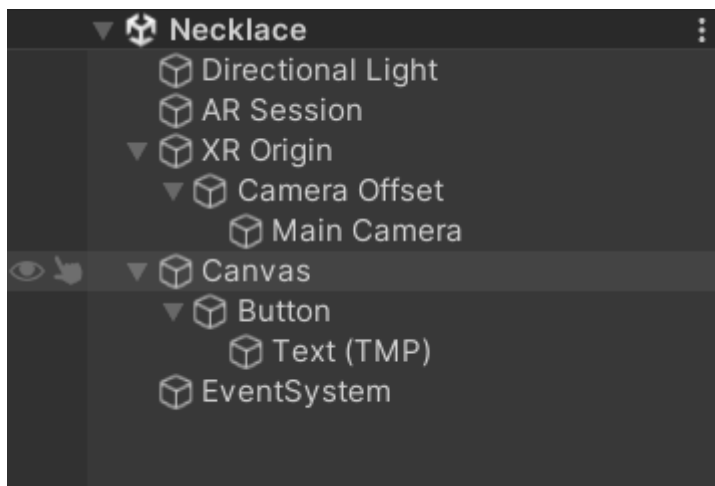 Necklace
Directional Light
AR Session
XR Origin
Camera Offset
Main Camera
Canvas
Button
Text (TMP)
EventSystem